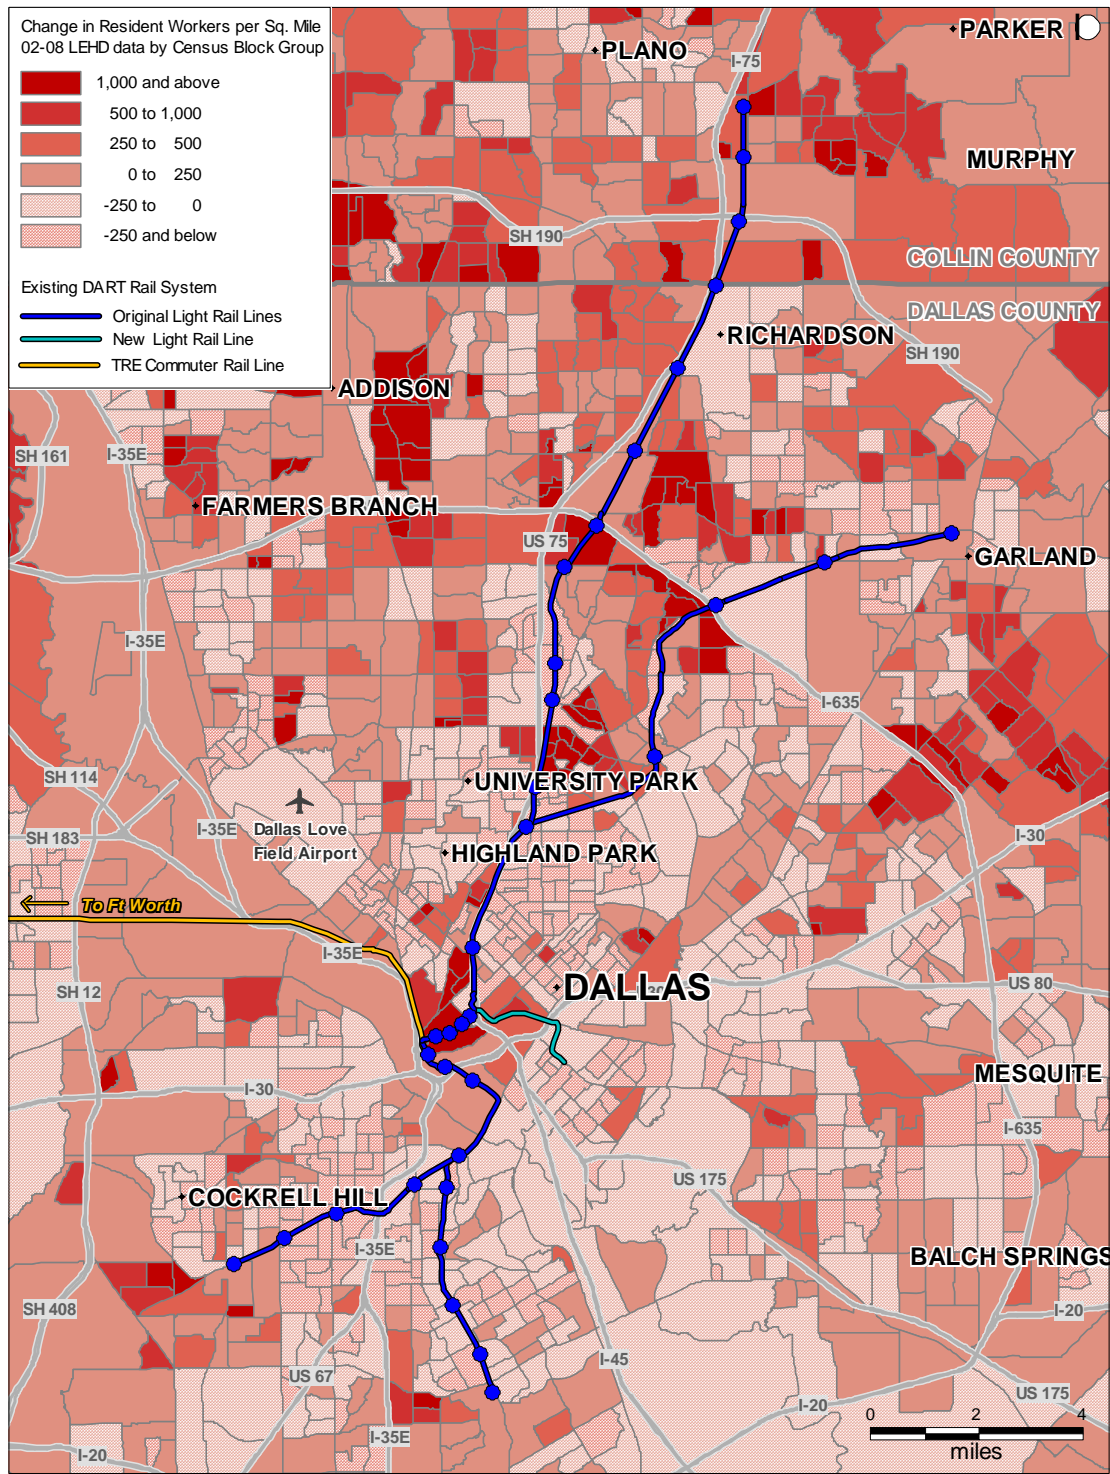 Change in Resident Workers per Sq. Mile
02-08 LEHD data by Census Block Group
1,000 and above
500 to 1,000
250 to 500
0 to 250
-250 to 0
-250 and below
Existing DART Rail System
Original Light Rail Lines
New Light Rail Line
TRE Commuter Rail Line
PARKER
PLANO
I-75
MURPHY
SH 190
COLLIN COUNTY
DALLAS COUNTY
RICHARDSON
SH 190
ADDISON
SH 161
I-35E
FARMERS BRANCH
US 75
GARLAND
I-35E
I-635
SH 114
UNIVERSITY PARK
I-35E
Dallas Love
Field Airport
SH 183
I-30
HIGHLAND PARK
To Ft Worth
I-35E
SH 12
DALLAS
US 80
I-30
MESQUITE
I-635
US 175
COCKRELL HILL
I-35E
BALCH SPRINGS
SH 408
I-20
I-45
US 67
US 175
I-20
I-35E
I-20
0 2 4
miles